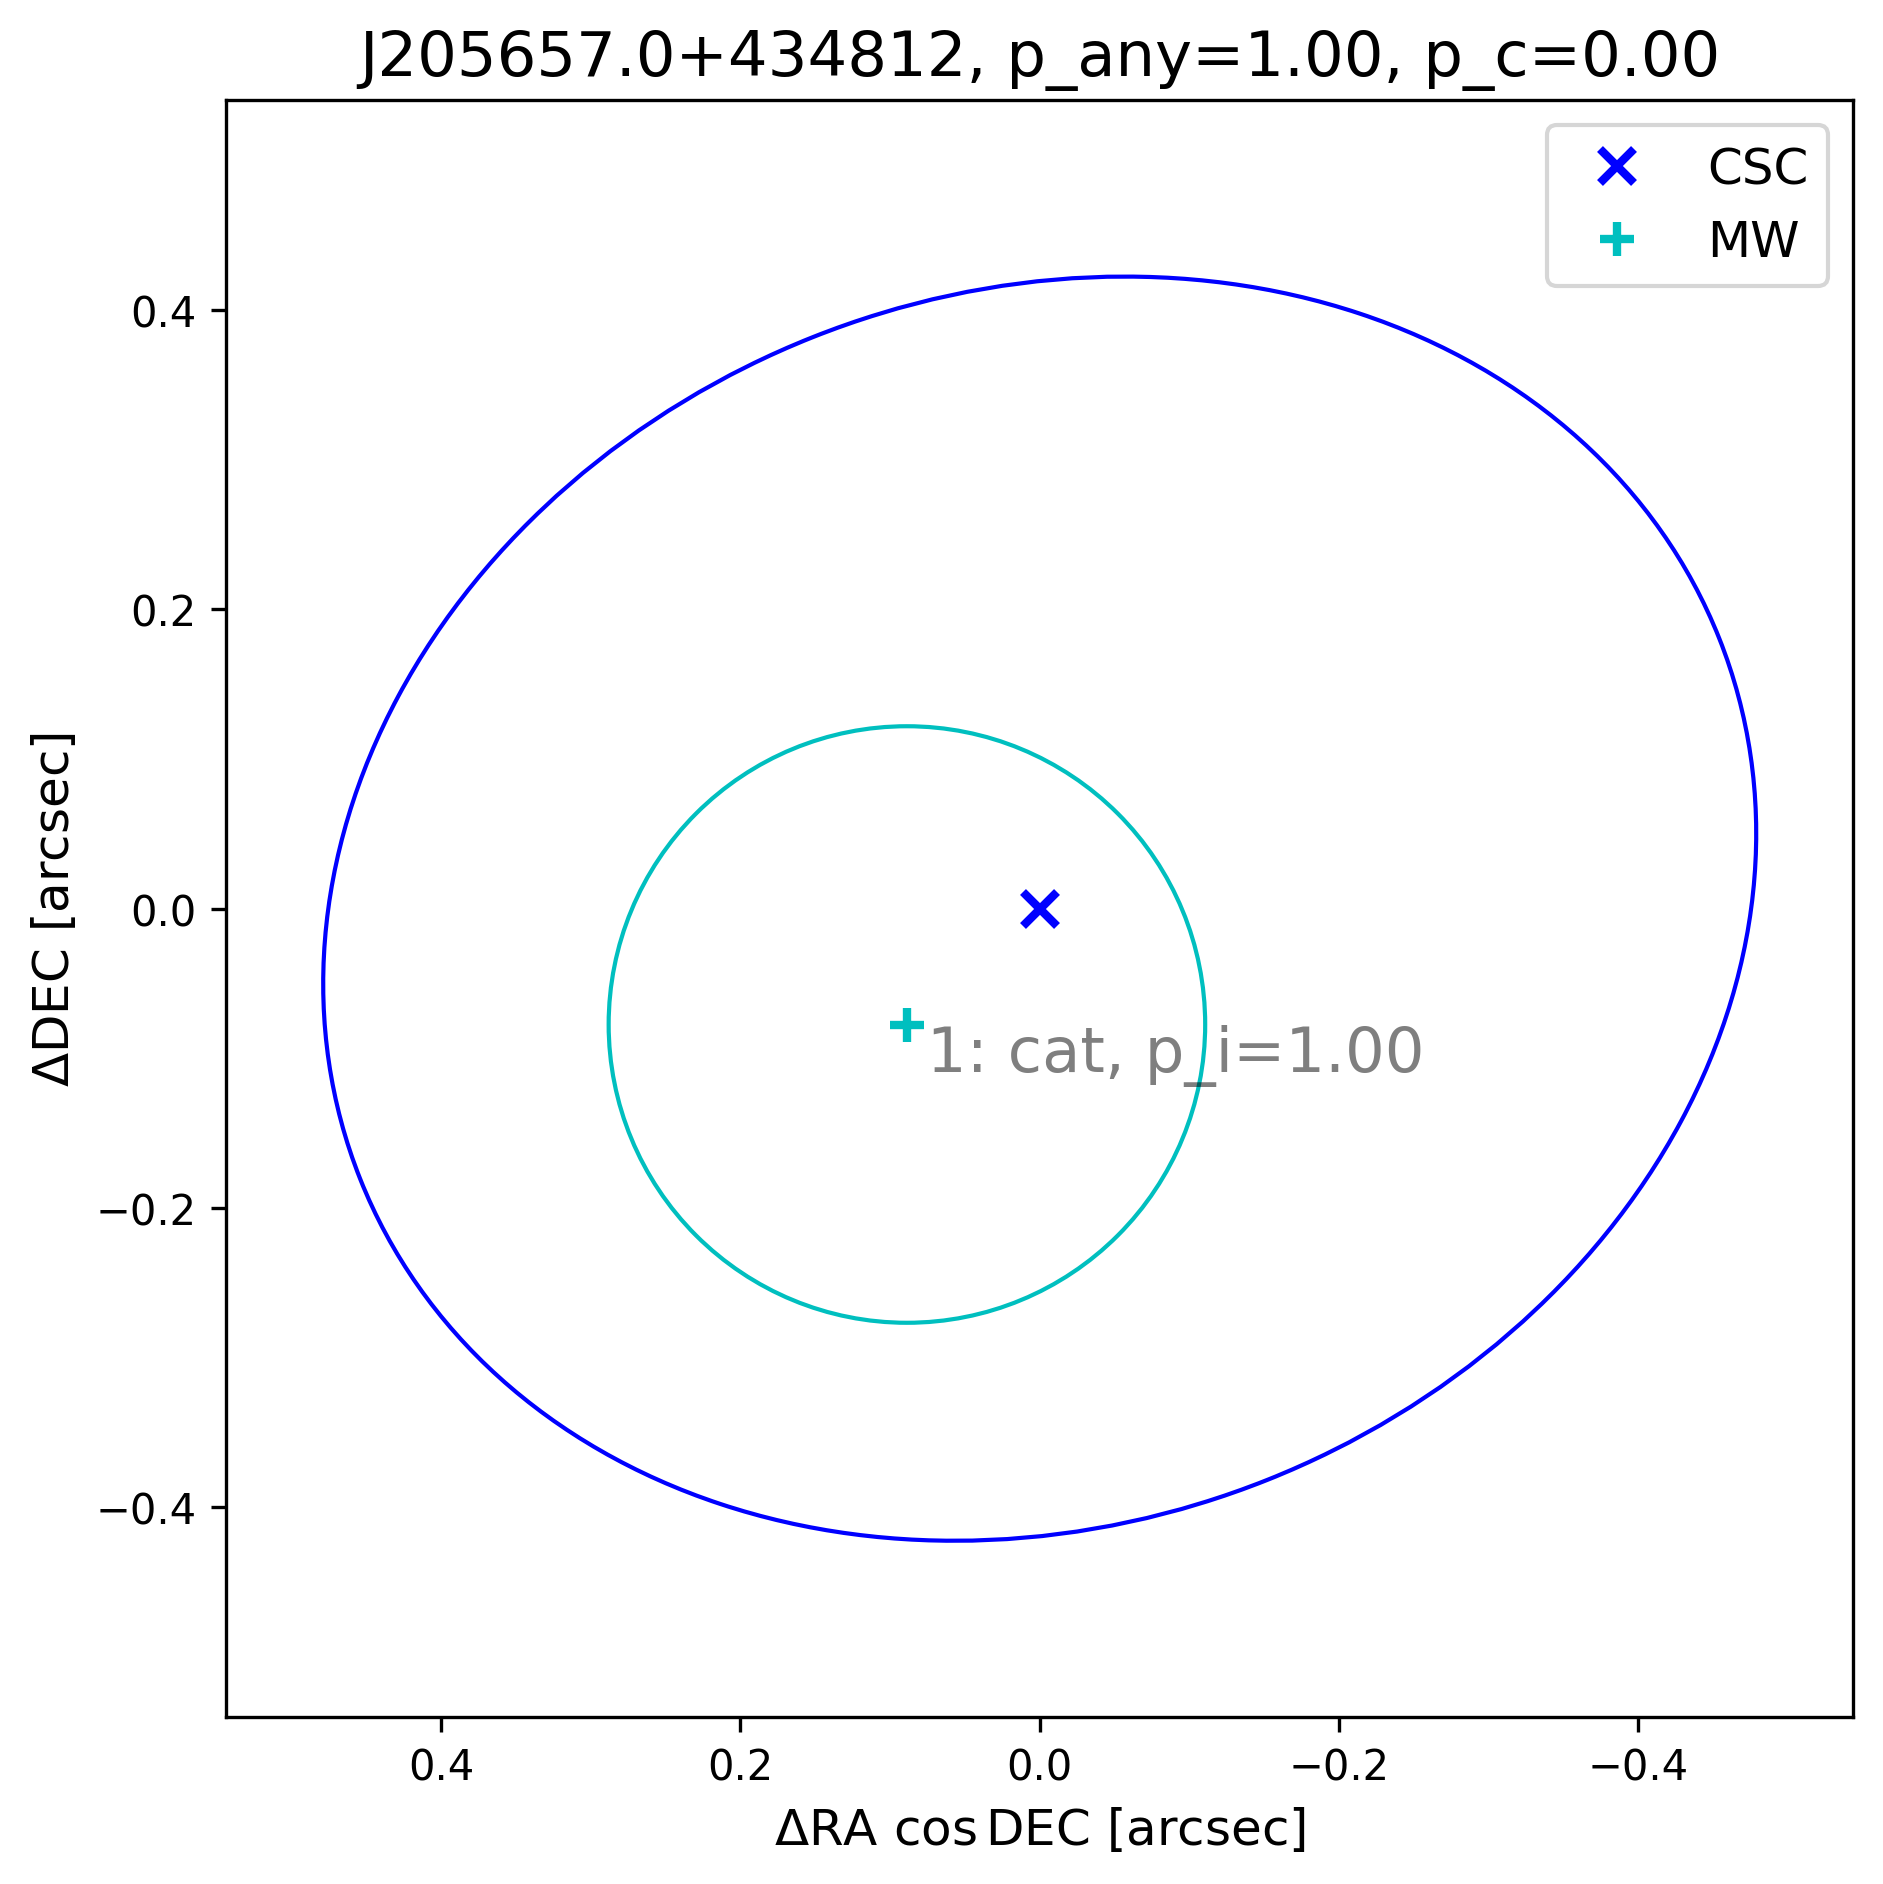 J205657.0+434812, p_any=1.00, p_c=0.00
CSC
MW
0.4
0.2
0.0
−0.2
−0.4
ΔDEC [arcsec]
1: cat, p_i=1.00
0.4
0.2
0.0
−0.2
−0.4
ΔRA cos DEC [arcsec]